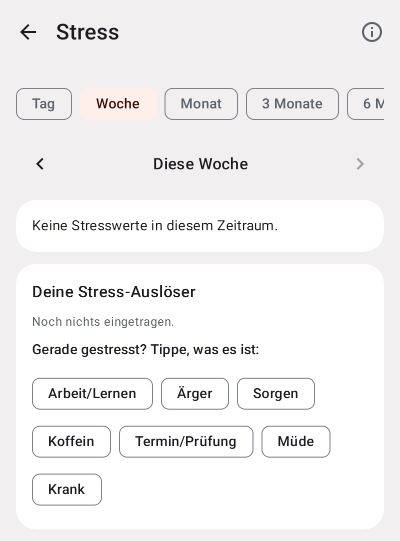 Stress
Tag Woche Monat 3 Monate 6 M
Diese Woche
Keine Stresswerte in diesem Zeitraum.
Deine Stress-Auslöser
Noch nichts eingetragen.
Gerade gestresst? Tippe, was es ist:
Arbeit/Lernen Ärger Sorgen
Koffein Termin/Prüfung Müde
Krank